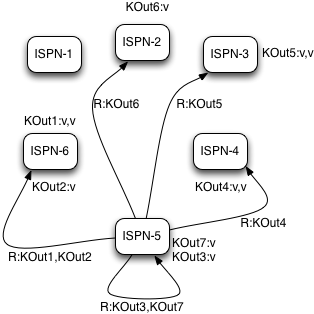 KOut6:v
ISPN-1
ISPN-2
ISPN-3
KOut5:v,v
R:KOut6
R:KOut5
KOut1:v,v
ISPN-6
ISPN-4
KOut2:v
KOut4:v,v
R:KOut4
ISPN-5
KOut7:v
KOut3:v
R:KOut1,KOut2
R:KOut3,KOut7